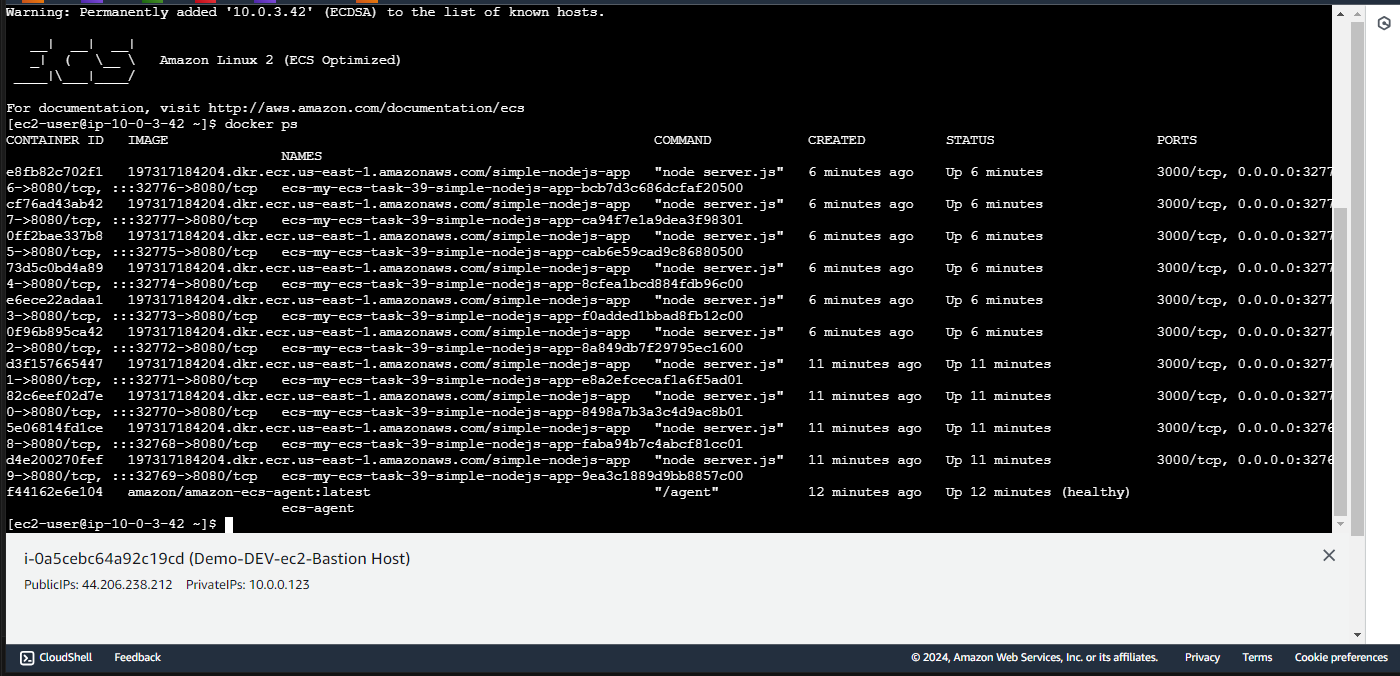 Warning: Permanently added '10.0.3.42' (ECDSA) to the list of known hosts.
__|  __|  __|
_|  (   \__ \   Amazon Linux 2 (ECS Optimized)
____|\___|____/
For documentation, visit http://aws.amazon.com/documentation/ecs
[ec2-user@ip-10-0-3-42 ~]$ docker ps
CONTAINER ID   IMAGE   COMMAND   CREATED   STATUS   PORTS
NAMES
e8fb82c702f1   197317184204.dkr.ecr.us-east-1.amazonaws.com/simple-nodejs-app   "node server.js"   6 minutes ago   Up 6 minutes   3000/tcp, 0.0.0.0:3277
6->8080/tcp, :::32776->8080/tcp   ecs-my-ecs-task-39-simple-nodejs-app-bcb7d3c686dcfaf20500
cf76ad43ab42   197317184204.dkr.ecr.us-east-1.amazonaws.com/simple-nodejs-app   "node server.js"   6 minutes ago   Up 6 minutes   3000/tcp, 0.0.0.0:3277
7->8080/tcp, :::32777->8080/tcp   ecs-my-ecs-task-39-simple-nodejs-app-ca94f7e1a9dea3f98301
0ff2bae337b8   197317184204.dkr.ecr.us-east-1.amazonaws.com/simple-nodejs-app   "node server.js"   6 minutes ago   Up 6 minutes   3000/tcp, 0.0.0.0:3277
5->8080/tcp, :::32775->8080/tcp   ecs-my-ecs-task-39-simple-nodejs-app-cab6e59cad9c86880500
73d5c0bd4a89   197317184204.dkr.ecr.us-east-1.amazonaws.com/simple-nodejs-app   "node server.js"   6 minutes ago   Up 6 minutes   3000/tcp, 0.0.0.0:3277
4->8080/tcp, :::32774->8080/tcp   ecs-my-ecs-task-39-simple-nodejs-app-8cfea1bcd884fdb96c00
e6ece22adaa1   197317184204.dkr.ecr.us-east-1.amazonaws.com/simple-nodejs-app   "node server.js"   6 minutes ago   Up 6 minutes   3000/tcp, 0.0.0.0:3277
3->8080/tcp, :::32773->8080/tcp   ecs-my-ecs-task-39-simple-nodejs-app-f0added1bbad8fb12c00
0f96b895ca42   197317184204.dkr.ecr.us-east-1.amazonaws.com/simple-nodejs-app   "node server.js"   6 minutes ago   Up 6 minutes   3000/tcp, 0.0.0.0:3277
2->8080/tcp, :::32772->8080/tcp   ecs-my-ecs-task-39-simple-nodejs-app-8a849db7f29795ec1600
d3f157665447   197317184204.dkr.ecr.us-east-1.amazonaws.com/simple-nodejs-app   "node server.js"   11 minutes ago   Up 11 minutes   3000/tcp, 0.0.0.0:3277
1->8080/tcp, :::32771->8080/tcp   ecs-my-ecs-task-39-simple-nodejs-app-e8a2efcecaf1a6f5ad01
82c6eef02d7e   197317184204.dkr.ecr.us-east-1.amazonaws.com/simple-nodejs-app   "node server.js"   11 minutes ago   Up 11 minutes   3000/tcp, 0.0.0.0:3277
0->8080/tcp, :::32770->8080/tcp   ecs-my-ecs-task-39-simple-nodejs-app-8498a7b3a3c4d9ac8b01
5e06814fd1ce   197317184204.dkr.ecr.us-east-1.amazonaws.com/simple-nodejs-app   "node server.js"   11 minutes ago   Up 11 minutes   3000/tcp, 0.0.0.0:3276
8->8080/tcp, :::32768->8080/tcp   ecs-my-ecs-task-39-simple-nodejs-app-faba94b7c4abcf81cc01
d4e200270fef   197317184204.dkr.ecr.us-east-1.amazonaws.com/simple-nodejs-app   "node server.js"   11 minutes ago   Up 11 minutes   3000/tcp, 0.0.0.0:3276
9->8080/tcp, :::32769->8080/tcp   ecs-my-ecs-task-39-simple-nodejs-app-9ea3c1889d9bb8857c00
f44162e6e104   amazon/amazon-ecs-agent:latest   "/agent"   12 minutes ago   Up 12 minutes (healthy)
ecs-agent
[ec2-user@ip-10-0-3-42 ~]$
i-0a5cebc64a92c19cd (Demo-DEV-ec2-Bastion Host)
PublicIPs: 44.206.238.212   PrivateIPs: 10.0.0.123
CloudShell   Feedback   © 2024, Amazon Web Services, Inc. or its affiliates.   Privacy   Terms   Cookie preferences